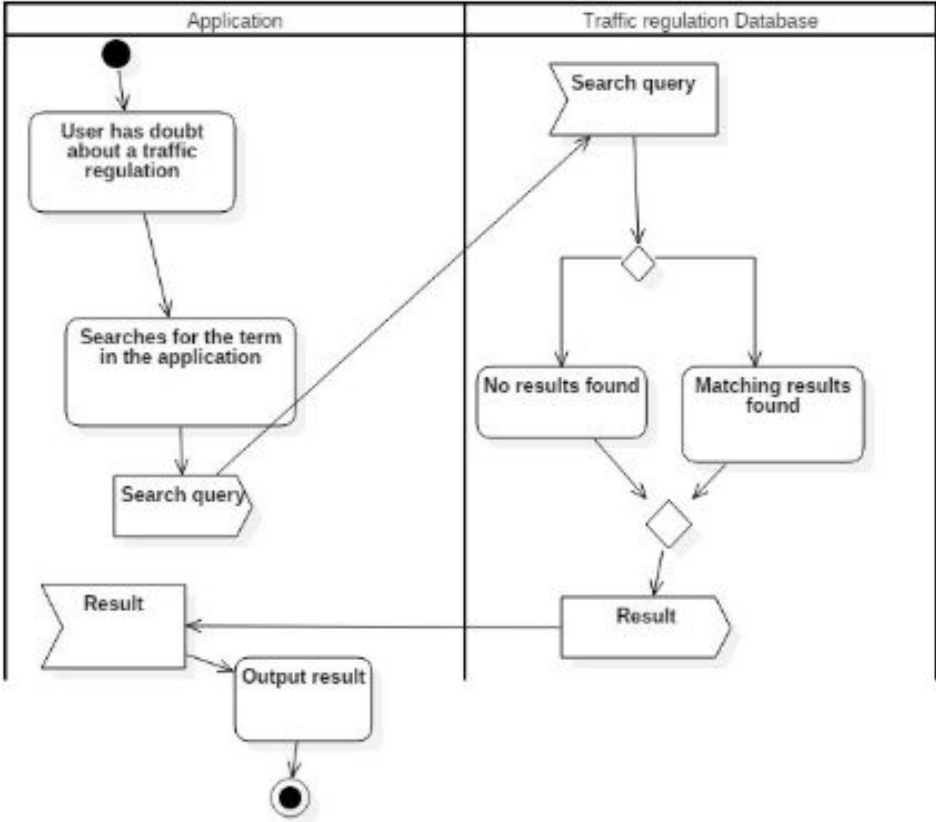 Application
Traffic regulation Database
User has doubt
about a traffic
regulation
Searches for the term
in the application
Search query
Search query
No results found
Matching results
found
Result
Result
Output result